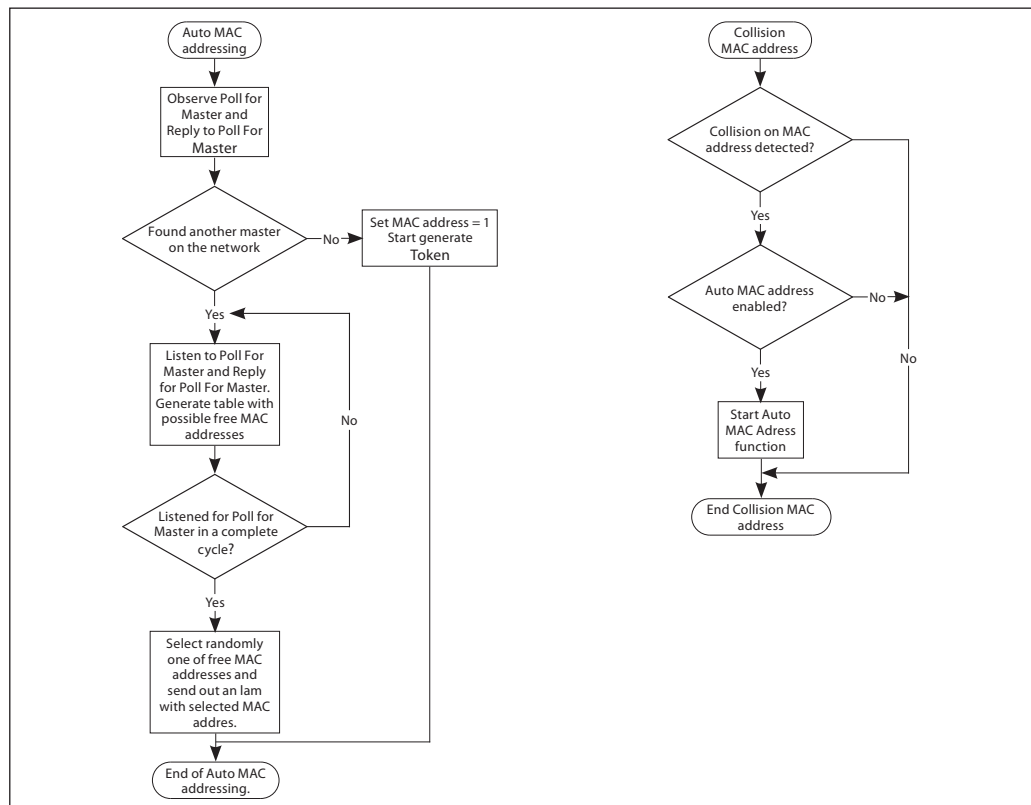 Auto MAC
addressing
Observe Poll for
Master and
Reply to Poll For
Master
Found another master
on the network
No
Set MAC address = 1
Start generate
Token
Yes
Listen to Poll For
Master and Reply
for Poll For Master.
Generate table with
possible free MAC
addresses
No
Listened for Poll for
Master in a complete
cycle?
Yes
Select randomly
one of free MAC
addresses and
send out an Iam
with selected MAC
addres.
End of Auto MAC
addressing.
Collision
MAC address
Collision on MAC
address detected?
Yes
Auto MAC address
enabled?
No
No
Yes
Start Auto
MAC Adress
function
End Collision MAC
address